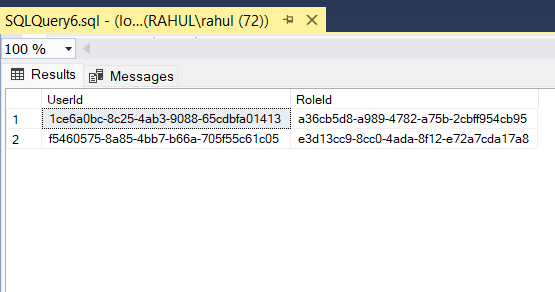 SQLQuery6.sql - (lo...(RAHUL\rahul (72))
100 %
Results Messages
UserId RoleId
1 1ce6a0bc-8c25-4ab3-9088-65cdbfa01413 a36cb5d8-a989-4782-a75b-2cbff954cb95
2 f5460575-8a85-4bb7-b66a-705f55c61c05 e3d13cc9-8cc0-4ada-8f12-e72a7cda17a8